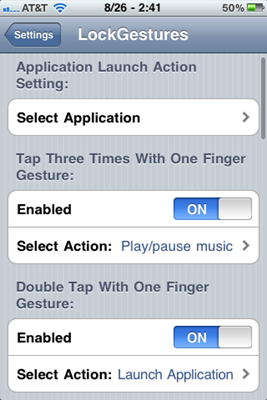 AT&T 8/26 - 2:41 50%
Settings LockGestures
Application Launch Action
Setting:
Select Application
Tap Three Times With One Finger
Gesture:
Enabled ON
Select Action: Play/pause music
Double Tap With One Finger
Gesture:
Enabled ON
Select Action: Launch Application